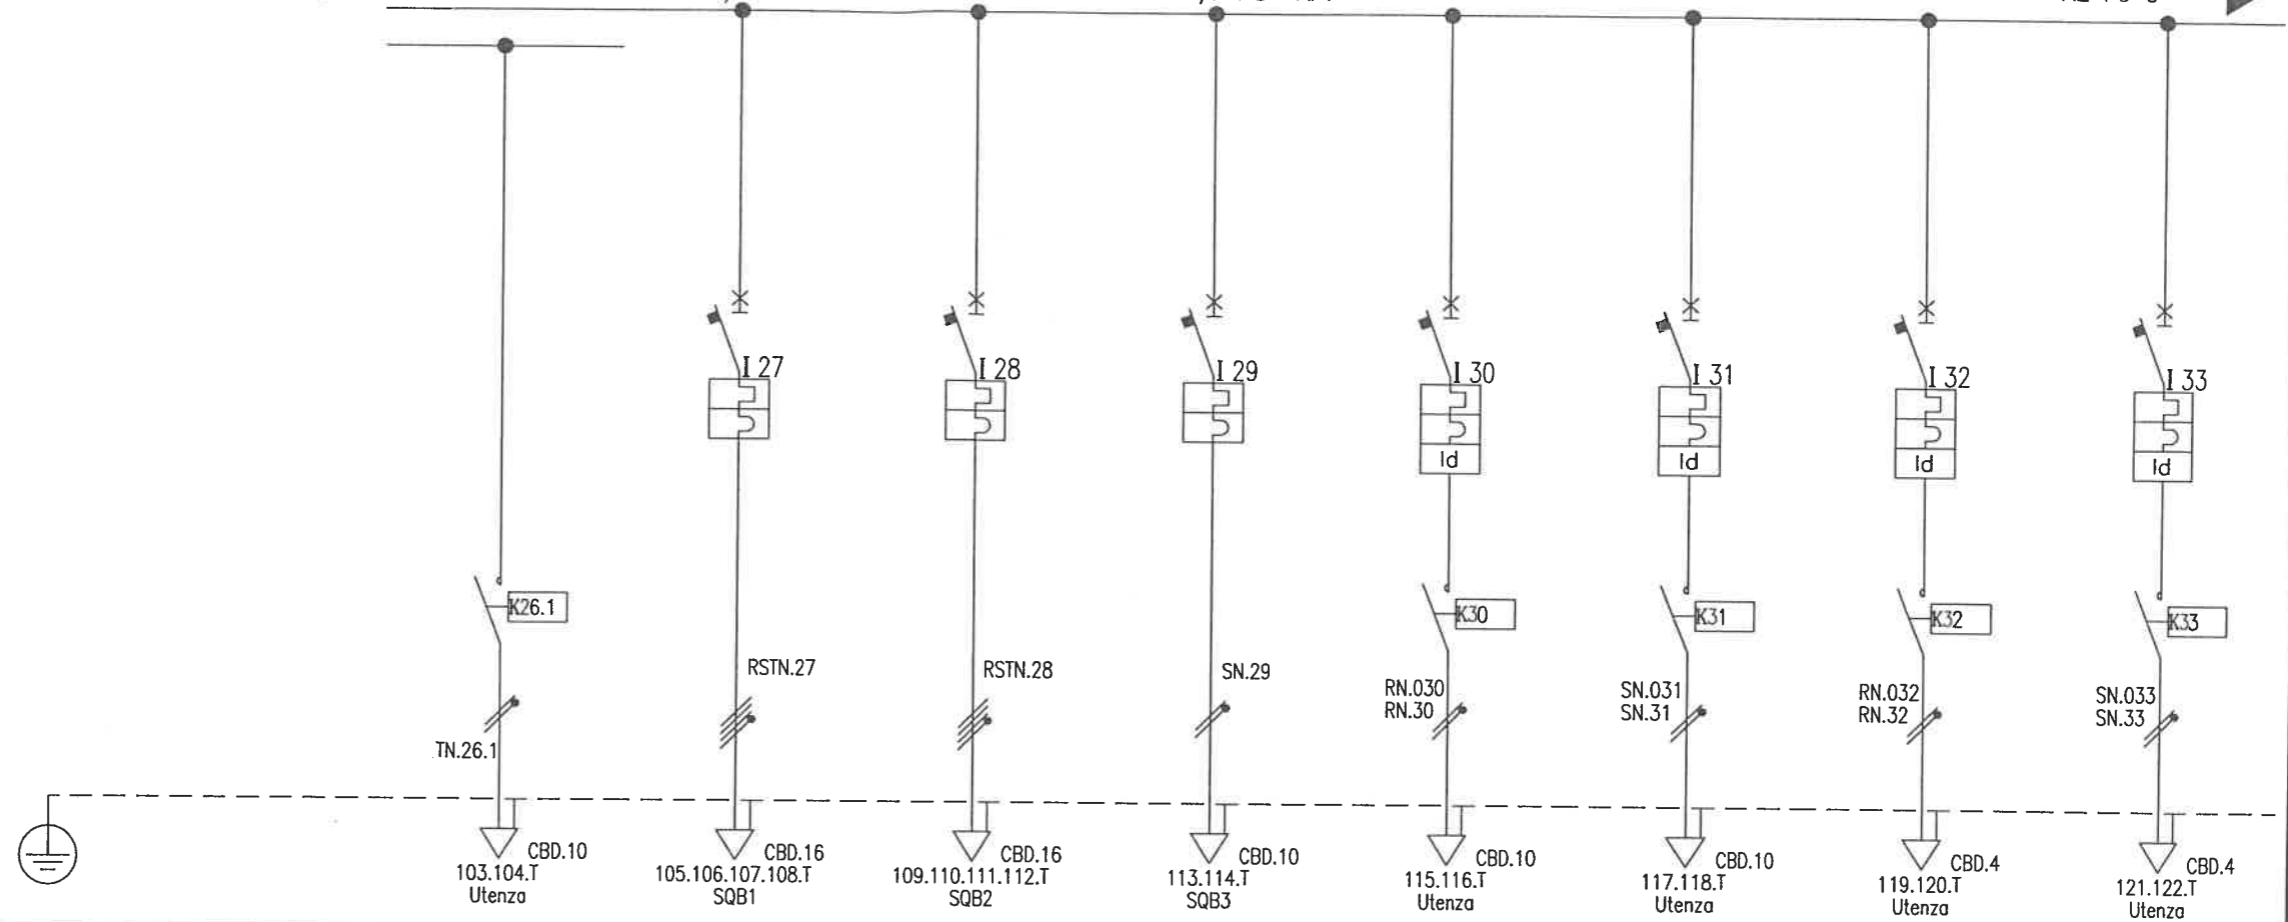 I 27
I 28
I 29
I 30
I 31
I 32
I 33
Id
Id
Id
Id
K26.1
K30
K31
K32
K33
RSTN.27
RSTN.28
SN.29
RN.030
RN.30
SN.031
SN.31
RN.032
RN.32
SN.033
SN.33
TN.26.1
CBD.10
103.104.T
Utenza
CBD.16
105.106.107.108.T
SQB1
CBD.16
109.110.111.112.T
SQB2
CBD.10
113.114.T
SQB3
CBD.10
115.116.T
Utenza
CBD.10
117.118.T
Utenza
CBD.4
119.120.T
Utenza
CBD.4
121.122.T
Utenza